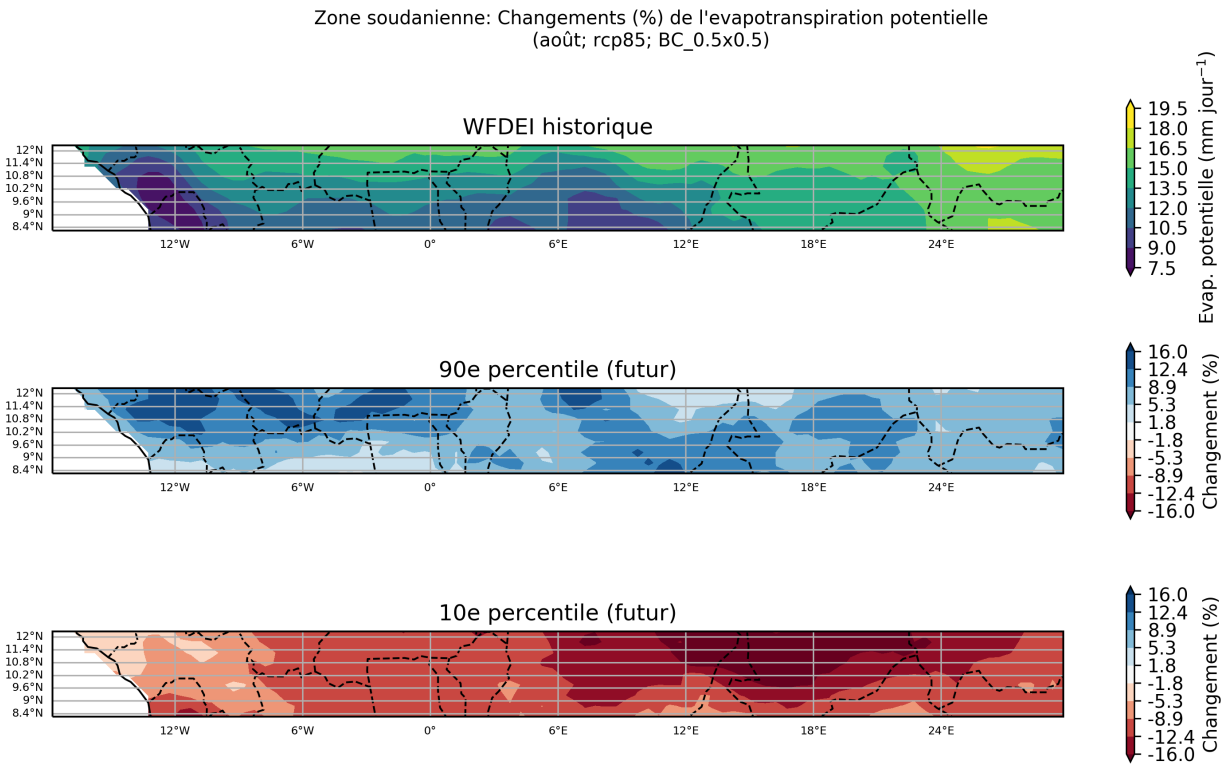 Zone soudanienne: Changements (%) de l'evapotranspiration potentielle
(août; rcp85; BC_0.5x0.5)
WFDEI historique
12°N
11.4°N
10.8°N
10.2°N
9.6°N
9°N
8.4°N
12°W
6°W
0°
6°E
12°E
18°E
24°E
19.5
18.0
16.5
15.0
13.5
12.0
10.5
9.0
7.5
Evap. potentielle (mm jour⁻¹)
90e percentile (futur)
12°N
11.4°N
10.8°N
10.2°N
9.6°N
9°N
8.4°N
12°W
6°W
0°
6°E
12°E
18°E
24°E
16.0
12.4
8.9
5.3
1.8
-1.8
-5.3
-8.9
-12.4
-16.0
Changement (%)
10e percentile (futur)
12°N
11.4°N
10.8°N
10.2°N
9.6°N
9°N
8.4°N
12°W
6°W
0°
6°E
12°E
18°E
24°E
16.0
12.4
8.9
5.3
1.8
-1.8
-5.3
-8.9
-12.4
-16.0
Changement (%)